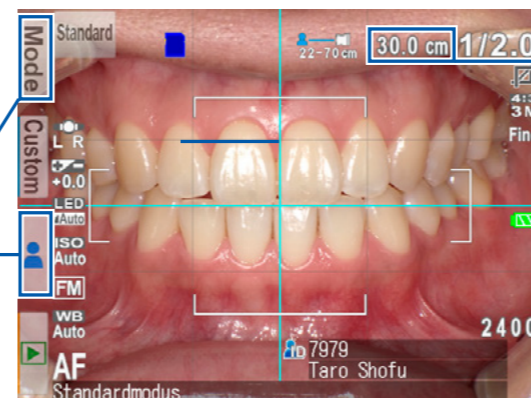 Mode
Standard
22-70cm
30.0 cm
1/2.0
4:3
3M
Fin
Custom
L R
+0.0
LED
Auto
ISO
Auto
FM
WB
Auto
AF
2400
ID 7979
Taro Shofu
Standardmodus